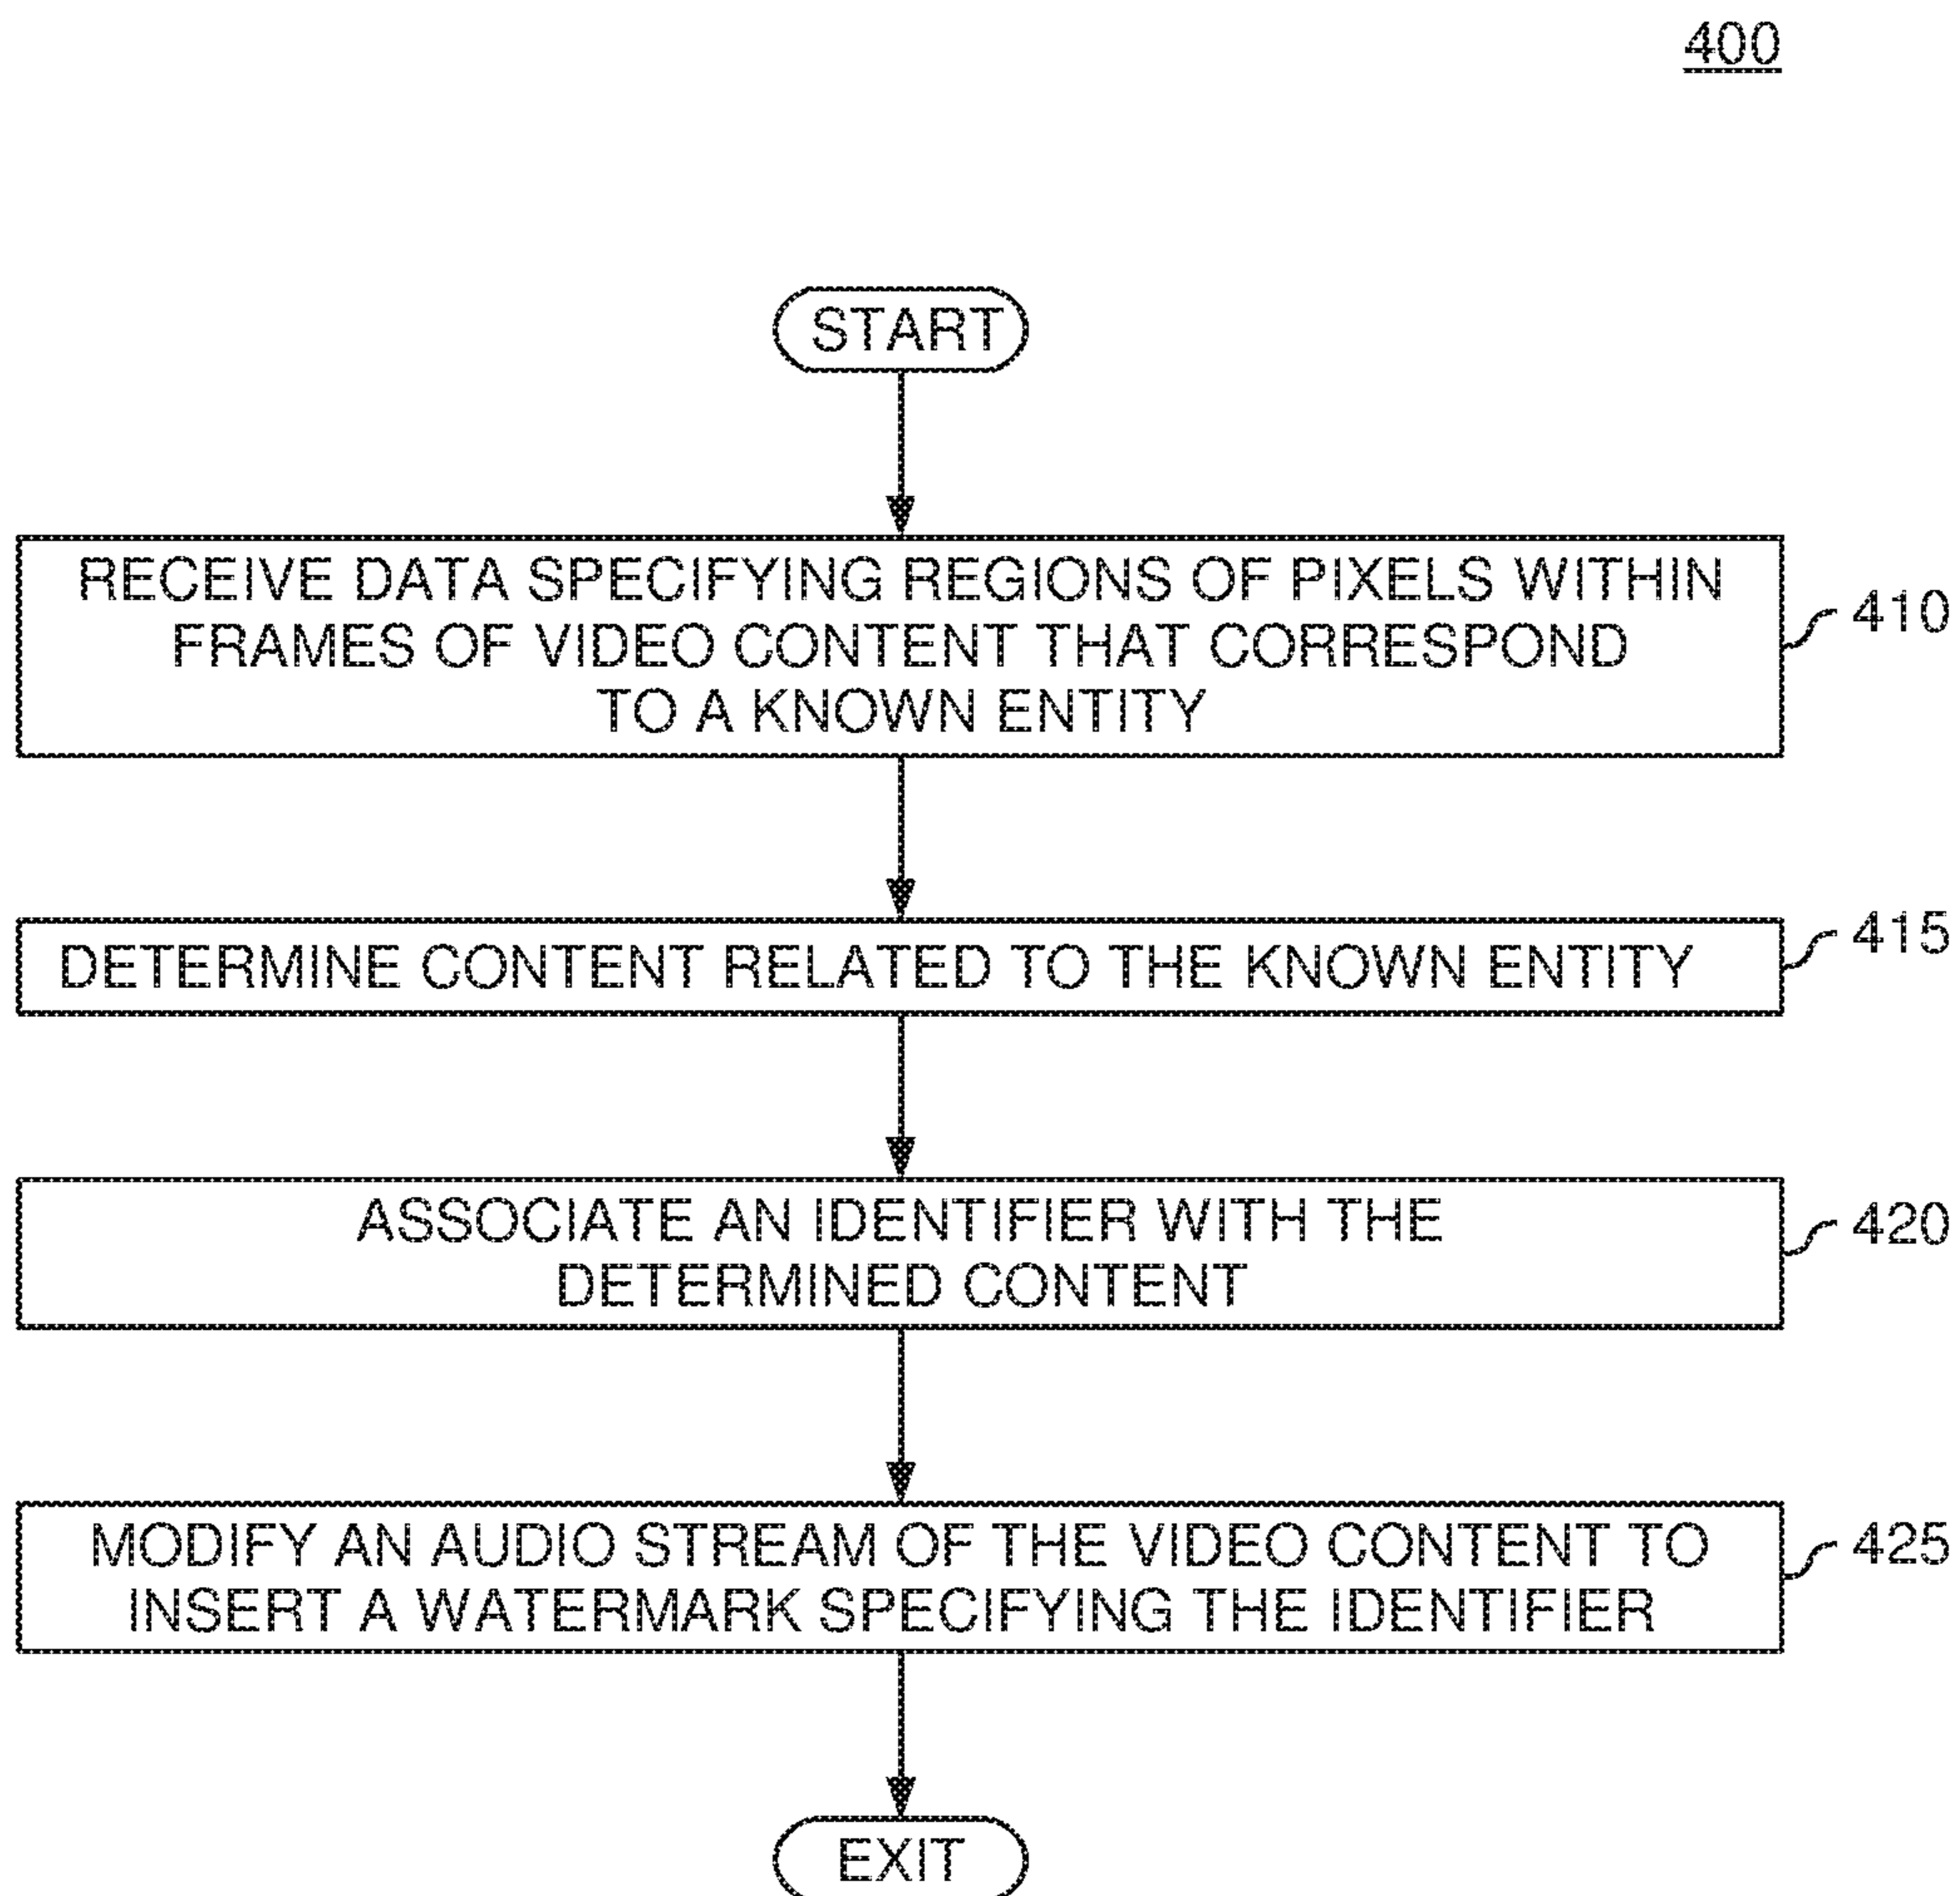 400
START
RECEIVE DATA SPECIFYING REGIONS OF PIXELS WITHIN
FRAMES OF VIDEO CONTENT THAT CORRESPOND
TO A KNOWN ENTITY
410
DETERMINE CONTENT RELATED TO THE KNOWN ENTITY
415
ASSOCIATE AN IDENTIFIER WITH THE
DETERMINED CONTENT
420
MODIFY AN AUDIO STREAM OF THE VIDEO CONTENT TO
INSERT A WATERMARK SPECIFYING THE IDENTIFIER
425
EXIT